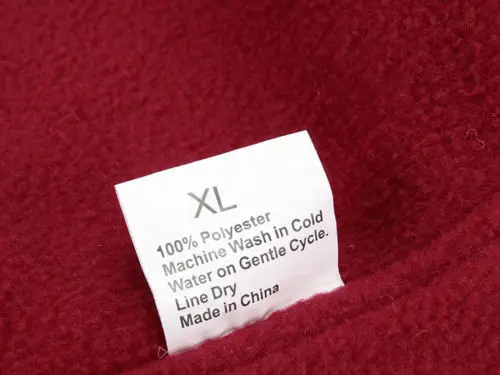 XL
100% Polyester
Machine Wash in Cold
Water on Gentle Cycle.
Line Dry
Made in China